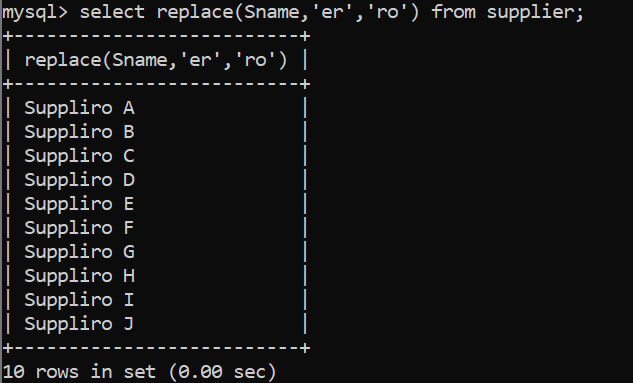 mysql> select replace(Sname,'er','ro') from supplier;
+--------------------------+
| replace(Sname,'er','ro') |
+--------------------------+
| Suppliro A               |
| Suppliro B               |
| Suppliro C               |
| Suppliro D               |
| Suppliro E               |
| Suppliro F               |
| Suppliro G               |
| Suppliro H               |
| Suppliro I               |
| Suppliro J               |
+--------------------------+
10 rows in set (0.00 sec)